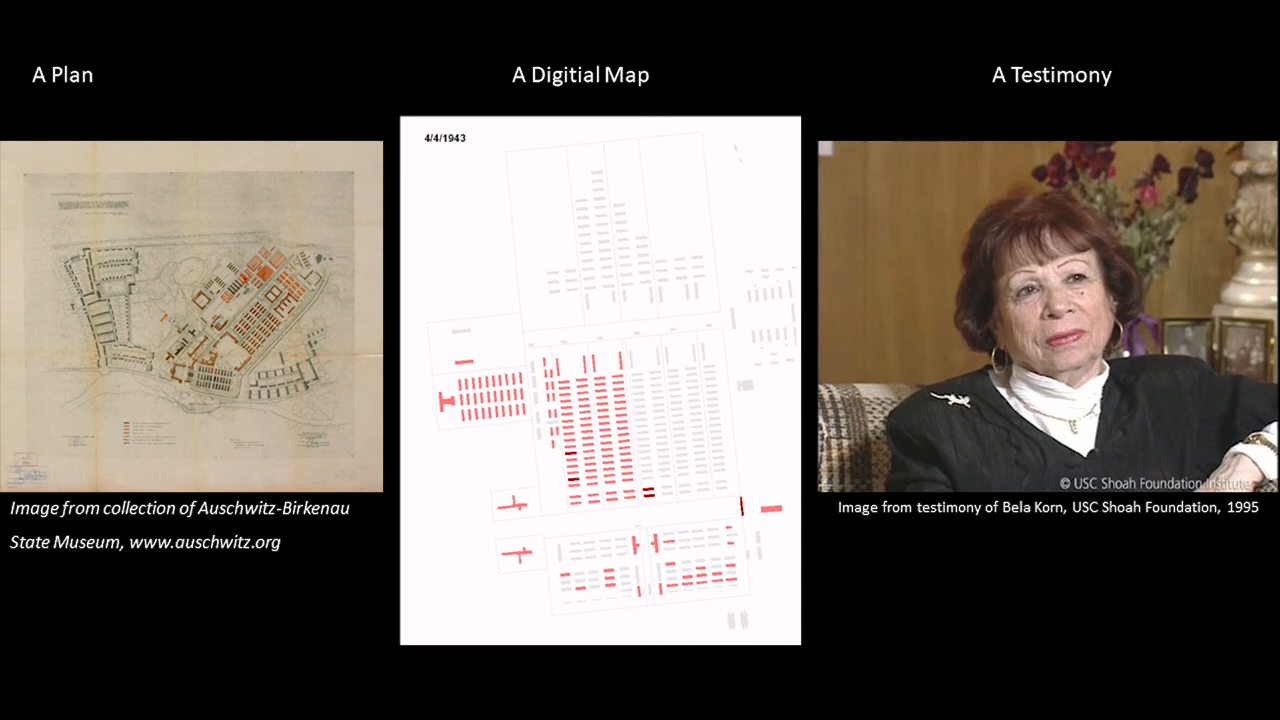 A Plan
A Digitial Map
A Testimony
4/4/1943
© USC Shoah Foundation Institute
Image from collection of Auschwitz-Birkenau
State Museum, www.auschwitz.org
Image from testimony of Bela Korn, USC Shoah Foundation, 1995